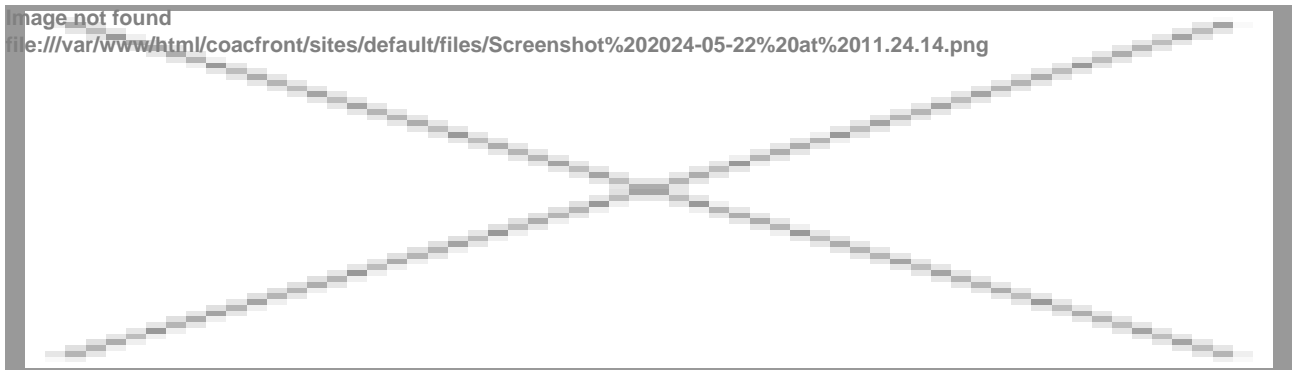 Image not found
file:///var/www/html/coacfront/sites/default/files/Screenshot%202024-05-22%20at%2011.24.14.png